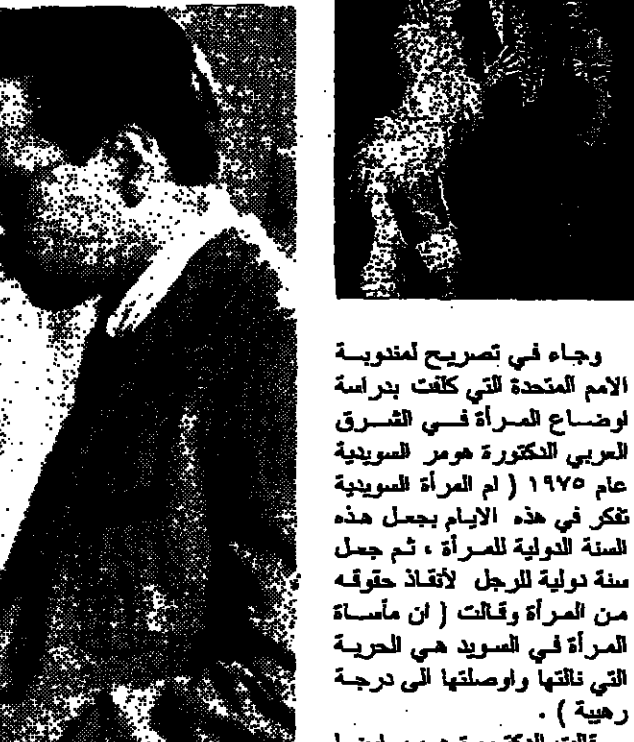 وجاء في تصريح لمندوبة
الامم المتحدة التي كلفت بدراسة
اوضاع المرأة في الشرق
العربي الدكتورة هومر السويدية
عام ١٩٧٥ ( لم المرأة السويدية
تفكر في هذه الايام بجعل هذه
السنة الدولية للمرأة ، ثم جعل
سنة دولية للرجل لأنقاذ حقوقه
من المرأة وقالت ( ان مأساة
المرأة في السويد هي الحرية
التي نالتها واوصلتها الى درجة
رهيبة ) .